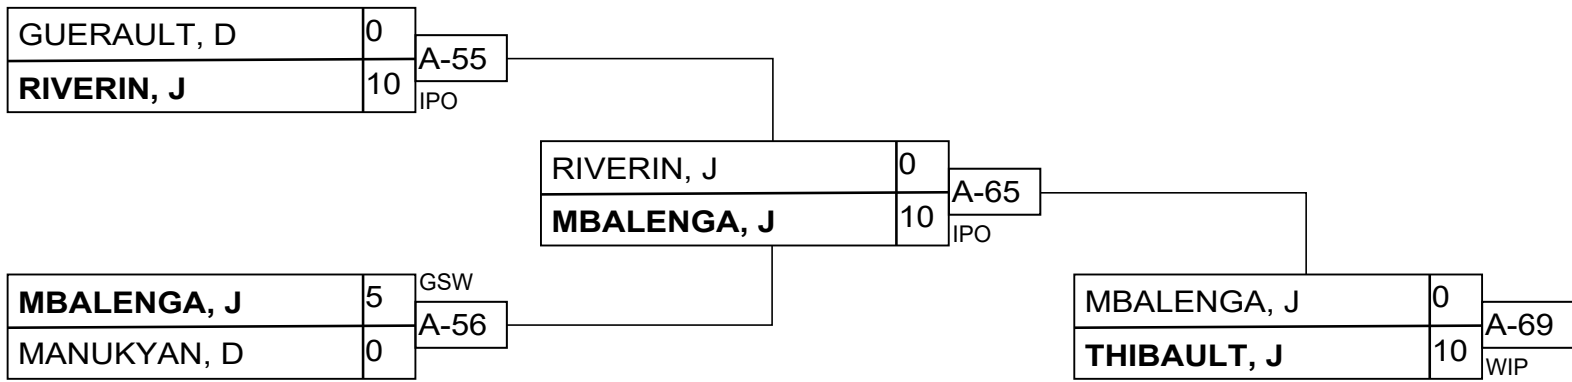 GUERAULT, D 0
A-55
RIVERIN, J 10
IPO
RIVERIN, J 0
A-65
MBALENGA, J 10
IPO
GSW
MBALENGA, J 5
A-56
MANUKYAN, D 0
MBALENGA, J 0
A-69
THIBAULT, J 10
WIP